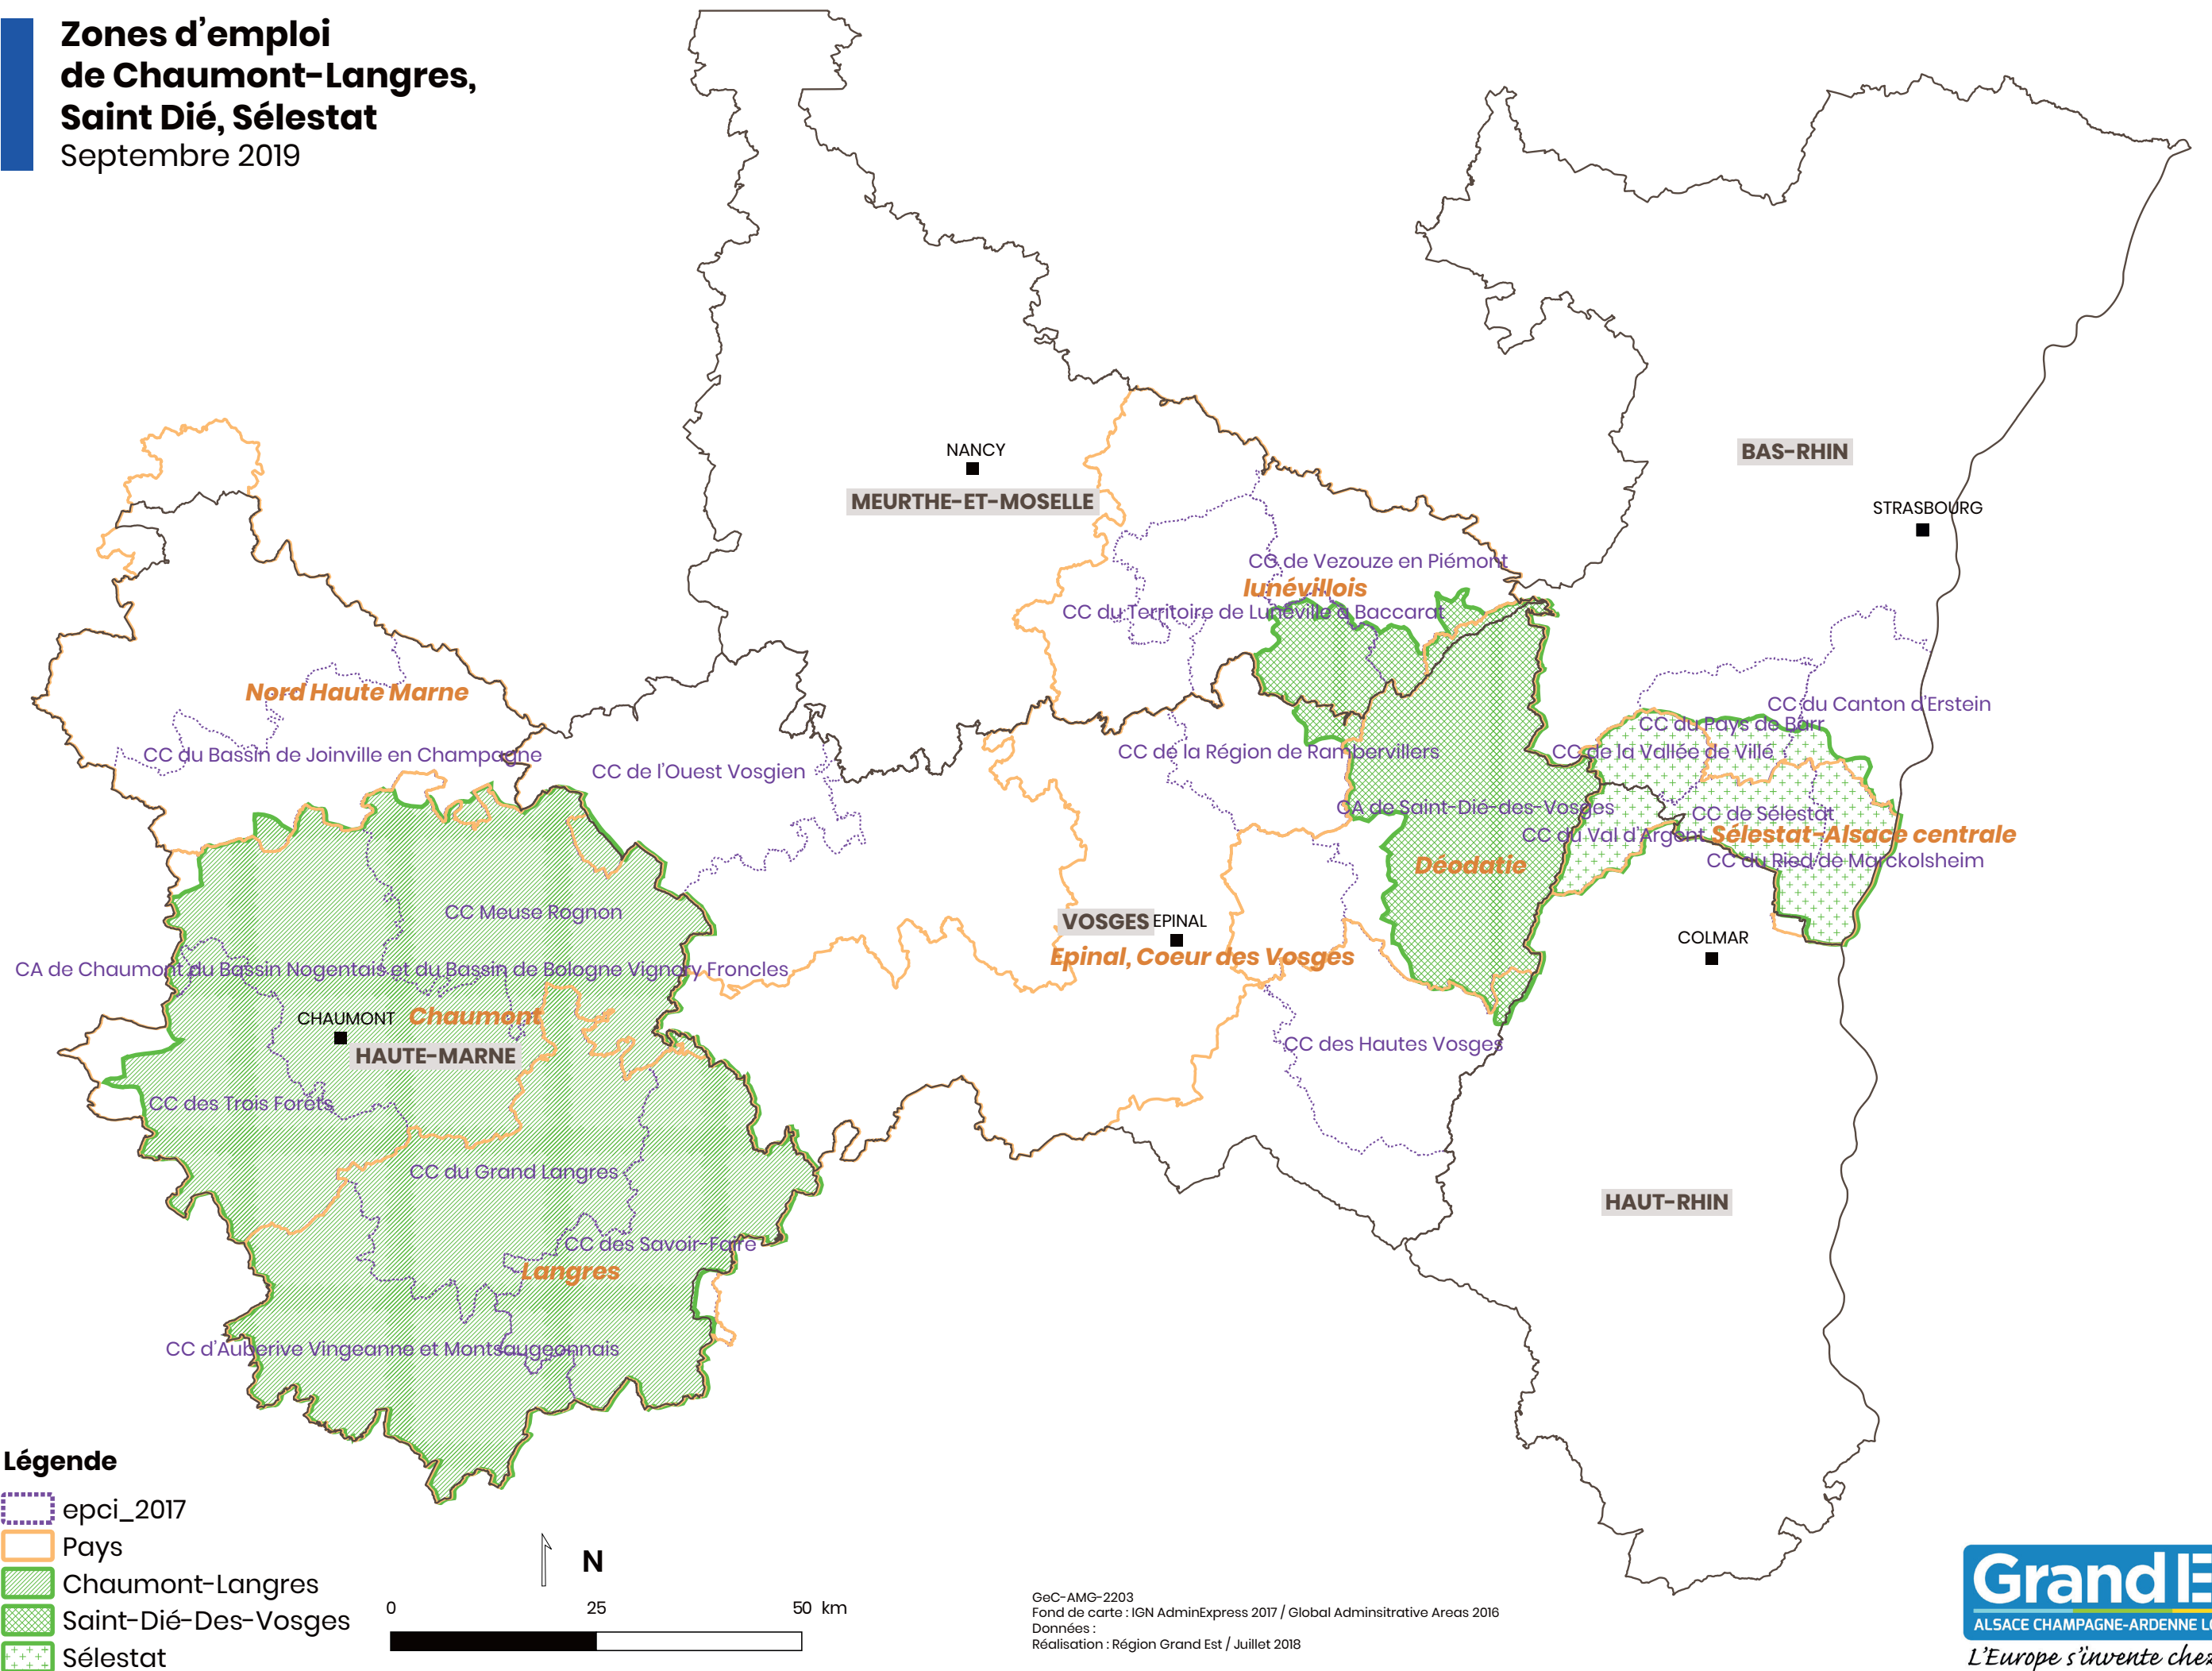 Zones d'emploi
de Chaumont-Langres,
Saint Dié, Sélestat
Septembre 2019
NANCY
MEURTHE-ET-MOSELLE
BAS-RHIN
STRASBOURG
CC de Vezouze en Piémont
lunévillois
CC du Territoire de Lunéville à Baccarat
Nord Haute Marne
CC du Bassin de Joinville en Champagne
CC de l'Ouest Vosgien
CC de la Région de Rambervillers
CC du Canton d'Erstein
CC du Pays de Barr
CC de la Vallée de Villé
CA de Saint-Dié-des-Vosges
CC de Sélestat
CC du Val d'Argent
Sélestat-Alsace centrale
CC du Ried de Marckolsheim
Déodatie
CC Meuse Rognon
VOSGES
EPINAL
Epinal, Coeur des Vosges
COLMAR
CA de Chaumont du Bassin Nogentais et du Bassin de Bologne Vignory Froncles
CHAUMONT
Chaumont
HAUTE-MARNE
CC des Hautes Vosges
CC des Trois Forêts
CC du Grand Langres
HAUT-RHIN
CC des Savoir-Faire
Langres
CC d'Auberive Vingeanne et Montsaugeonnais
Légende
epci_2017
Pays
Chaumont-Langres
Saint-Dié-Des-Vosges
Sélestat
N
0 25 50 km
GeC-AMG-2203
Fond de carte : IGN AdminExpress 2017 / Global Adminsitrative Areas 2016
Données :
Réalisation : Région Grand Est / Juillet 2018
Grand E
ALSACE CHAMPAGNE-ARDENNE L
L'Europe s'invente chez